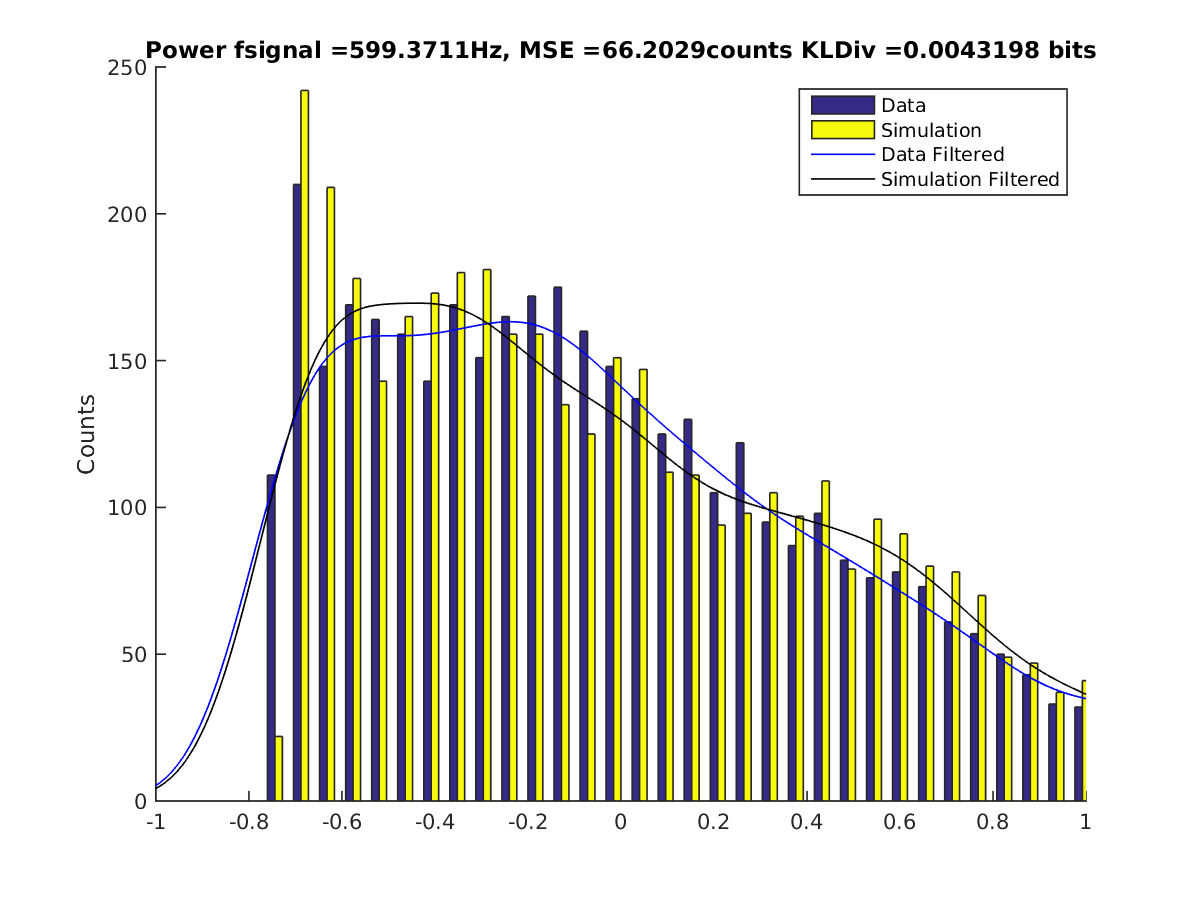 Power fsignal =599.3711Hz, MSE =66.2029counts KLDiv =0.0043198 bits
250
200
150
100
50
0
Counts
Data
Simulation
Data Filtered
Simulation Filtered
-1 -0.8 -0.6 -0.4 -0.2 0 0.2 0.4 0.6 0.8 1